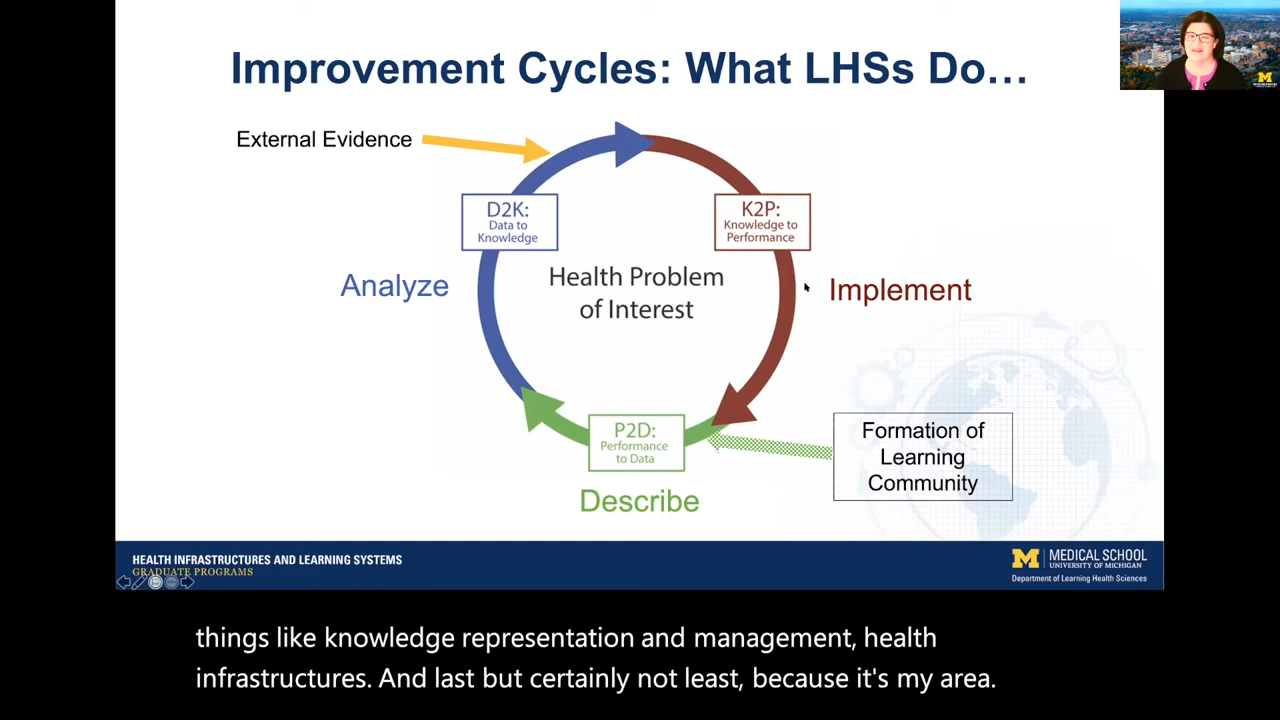 Improvement Cycles: What LHSs Do…
External Evidence
D2K:
Data to
Knowledge
K2P:
Knowledge to
Performance
Analyze
Health Problem
of Interest
Implement
P2D:
Performance
to Data
Formation of
Learning
Community
Describe
HEALTH INFRASTRUCTURES AND LEARNING SYSTEMS
GRADUATE PROGRAMS
M
MEDICAL SCHOOL
UNIVERSITY OF MICHIGAN
Department of Learning Health Sciences
M
things like knowledge representation and management, health
infrastructures. And last but certainly not least, because it's my area.